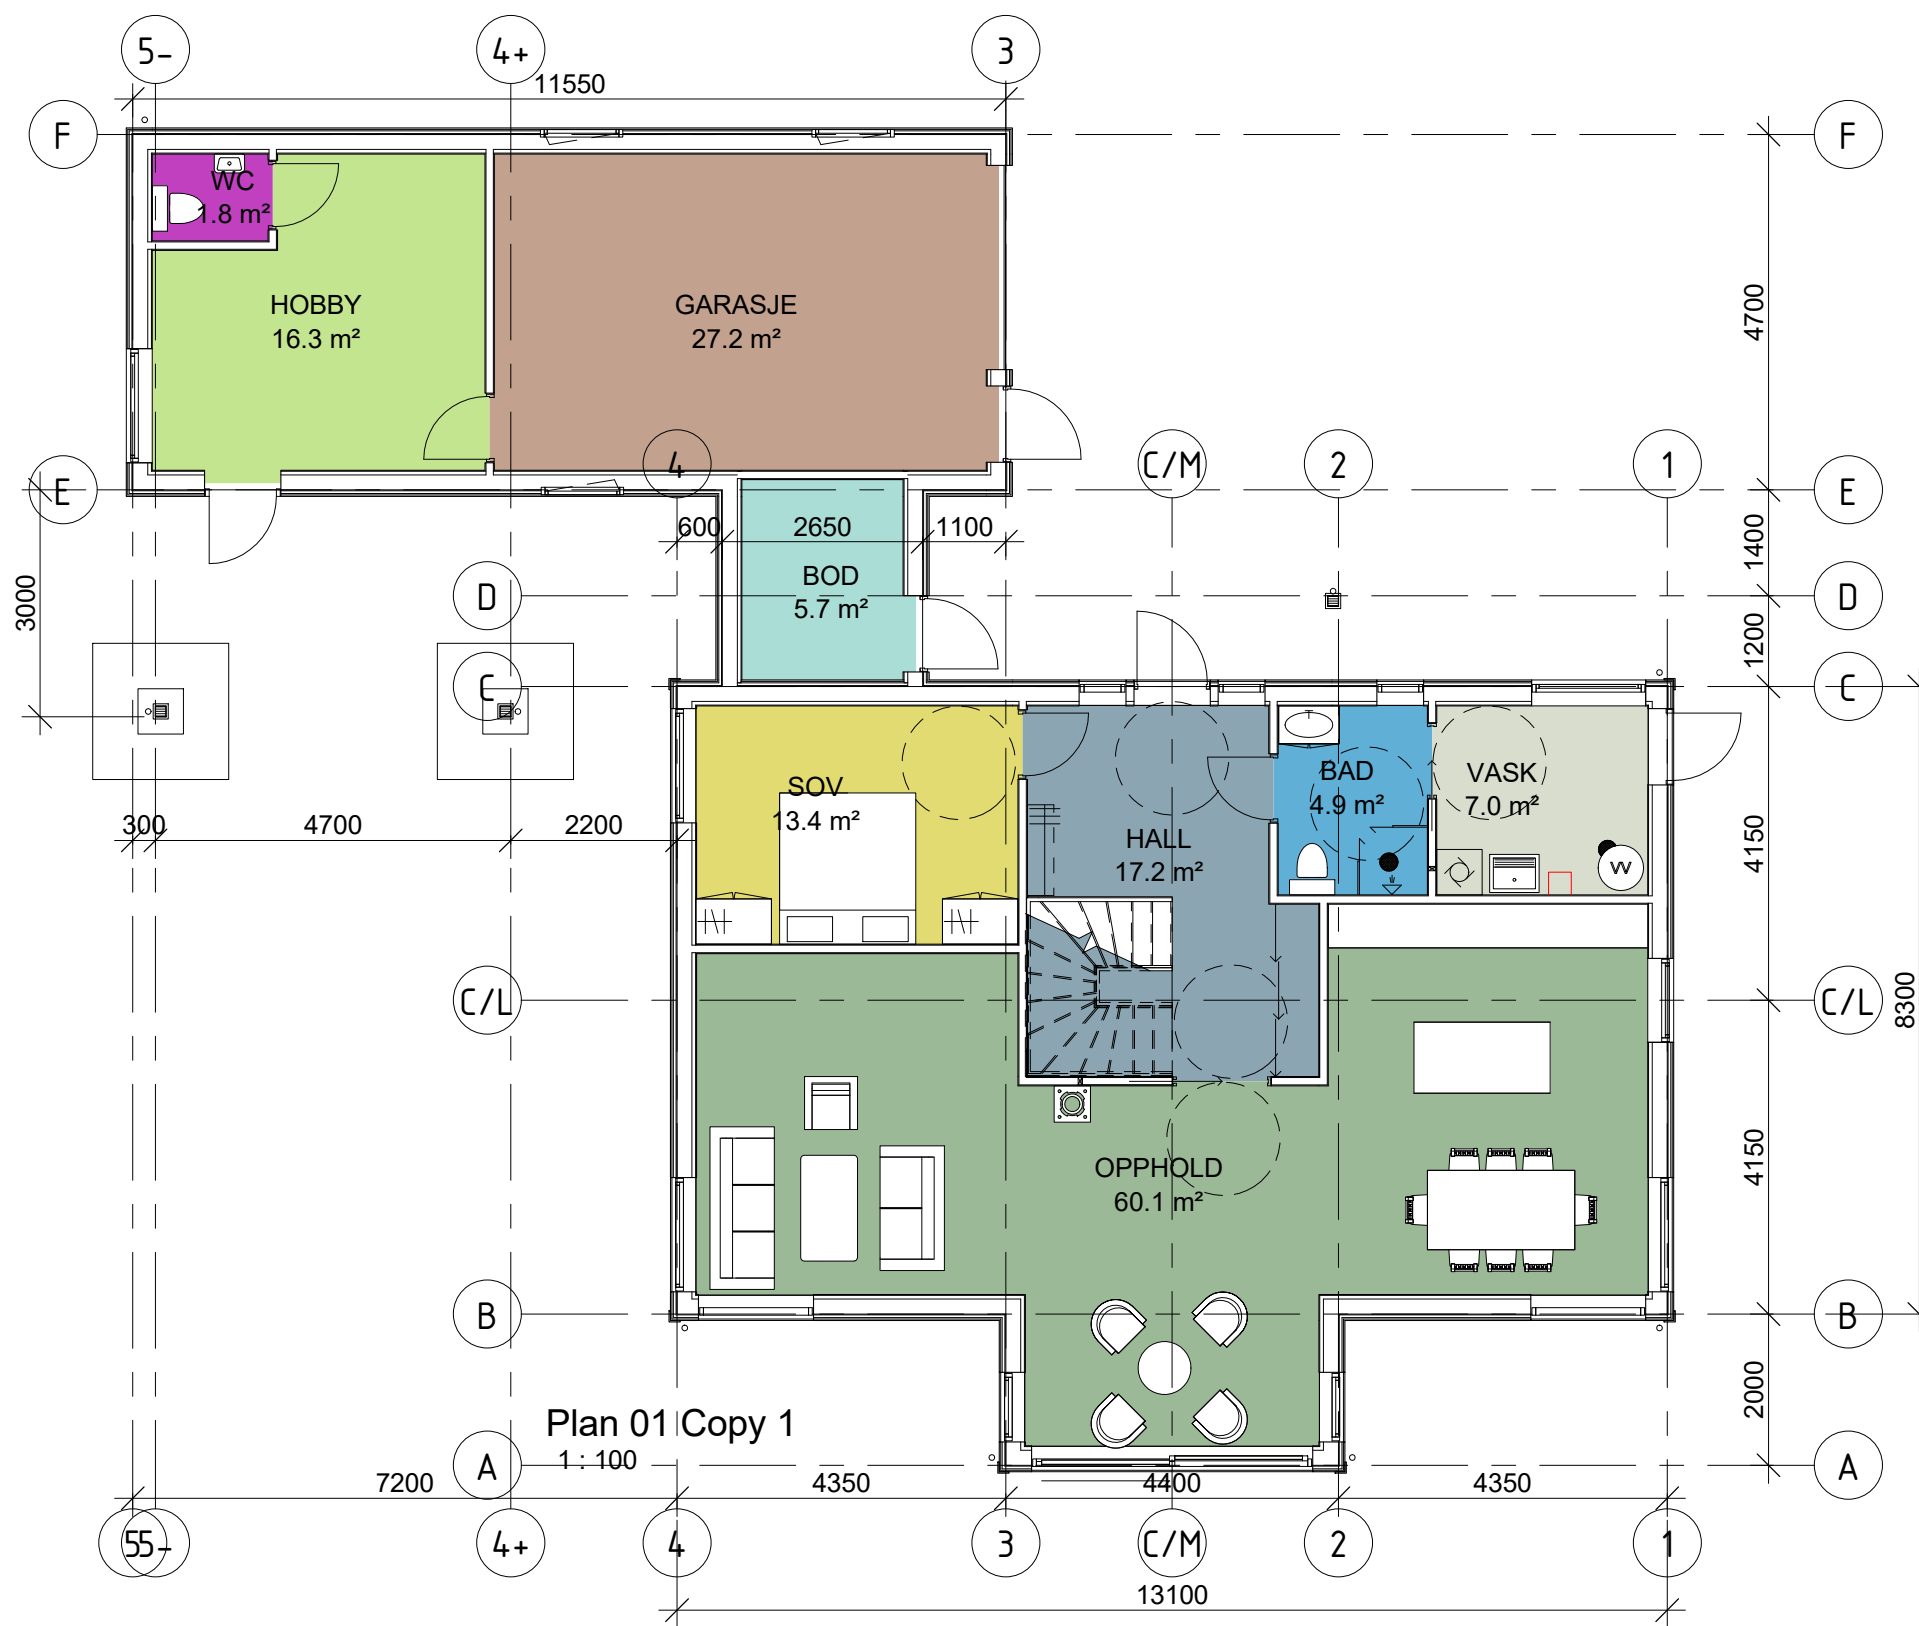 5-
4+
3
11550
F
F
WC
1.8 m²
HOBBY
16.3 m²
GARASJE
27.2 m²
4700
4
C/M
2
1
E
E
600
2650
1100
1400
3000
BOD
5.7 m²
D
D
1200
C
C
SOV
13.4 m²
BAD
4.9 m²
VASK
7.0 m²
300
4700
2200
HALL
17.2 m²
VV
4150
C/L
C/L
8300
OPPHOLD
60.1 m²
4150
B
B
Plan 01 Copy 1
1 : 100
2000
A
A
7200
4350
4400
4350
5
5-
4+
4
3
C/M
2
1
13100